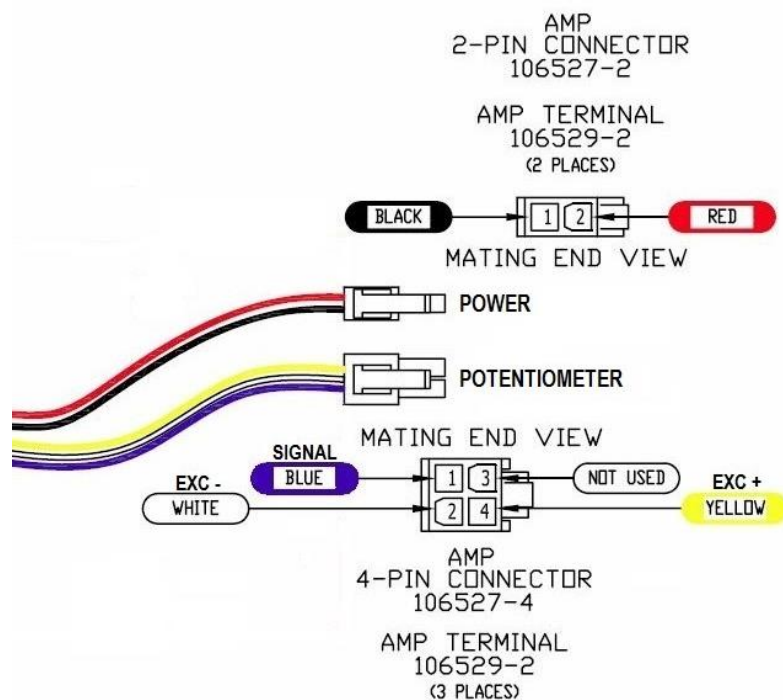 AMP
2-PIN CONNECTOR
106527-2
AMP TERMINAL
106529-2
(2 PLACES)
BLACK 1 2 RED
MATING END VIEW
POWER
POTENTIOMETER
MATING END VIEW
SIGNAL
BLUE 1 3 NOT USED
EXC - EXC +
WHITE 2 4 YELLOW
AMP
4-PIN CONNECTOR
106527-4
AMP TERMINAL
106529-2
(3 PLACES)